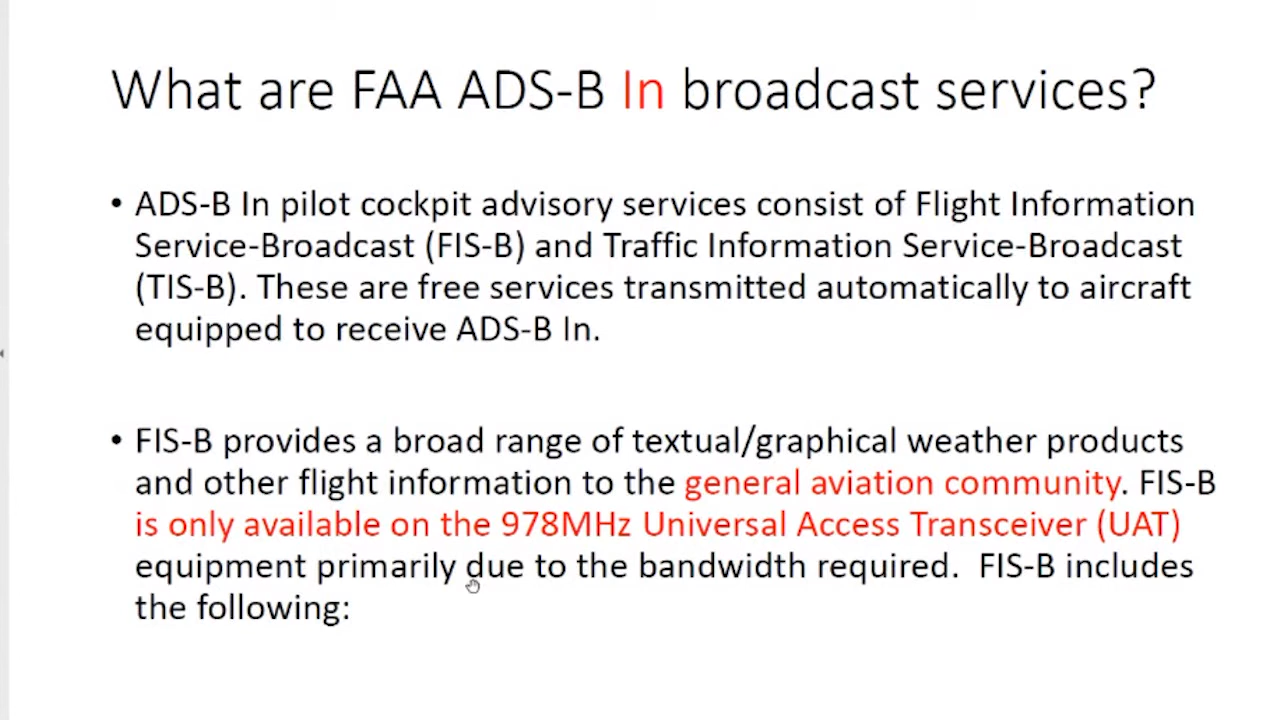 What are FAA ADS-B In broadcast services?
• ADS-B In pilot cockpit advisory services consist of Flight Information
Service-Broadcast (FIS-B) and Traffic Information Service-Broadcast
(TIS-B). These are free services transmitted automatically to aircraft
equipped to receive ADS-B In.
• FIS-B provides a broad range of textual/graphical weather products
and other flight information to the general aviation community. FIS-B
is only available on the 978MHz Universal Access Transceiver (UAT)
equipment primarily due to the bandwidth required.  FIS-B includes
the following: